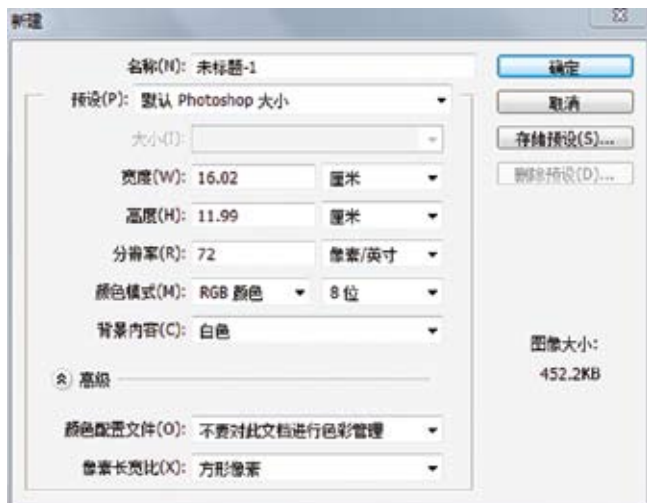 新建
名称(N): 未标题-1
确定
预设(P): 默认 Photoshop 大小
取消
大小(I):
存储预设(S)...
宽度(W): 16.02 厘米
删除预设(D)...
高度(H): 11.99 厘米
分辨率(R): 72 像素/英寸
颜色模式(M): RGB 颜色 8 位
背景内容(C): 白色
图像大小:
452.2KB
高级
颜色配置文件(O): 不要对此文档进行色彩管理
像素长宽比(X): 方形像素